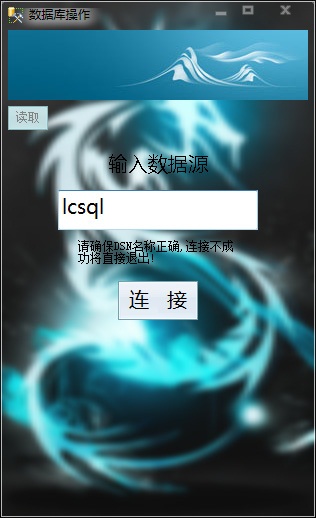 数据库操作
读取
输入数据源
lcsql
请确保DSN名称正确,连接不成
功将直接退出!
连 接